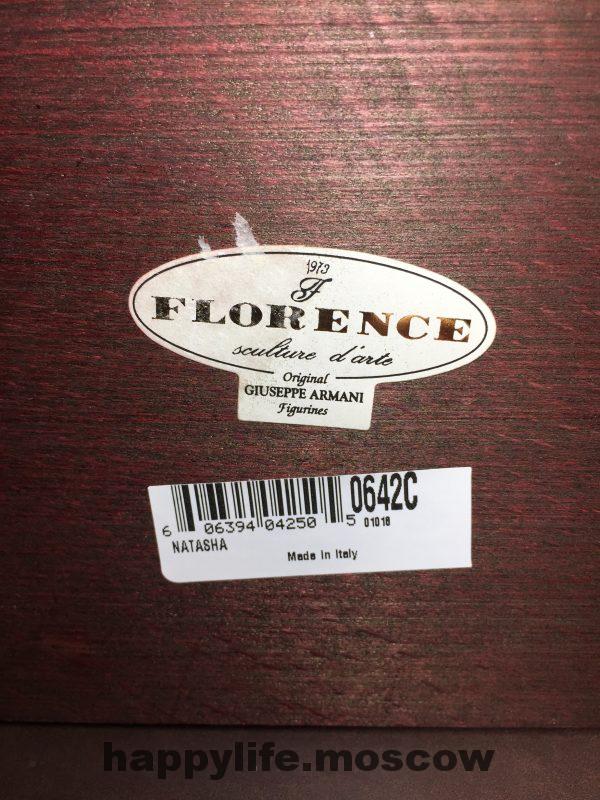 1973
F
FLORENCE
sculture d'arte
Original
GIUSEPPE ARMANI
Figurines
0642C
6 06394 04250 5 01018
NATASHA
Made in Italy
happylife.moscow